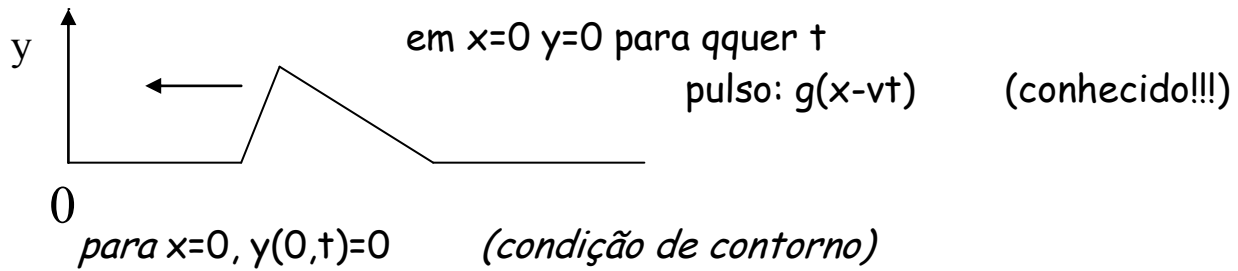 y
em x=0 y=0 para qquer t
pulso: g(x-vt) (conhecido!!!)
0
para x=0, y(0,t)=0 (condição de contorno)